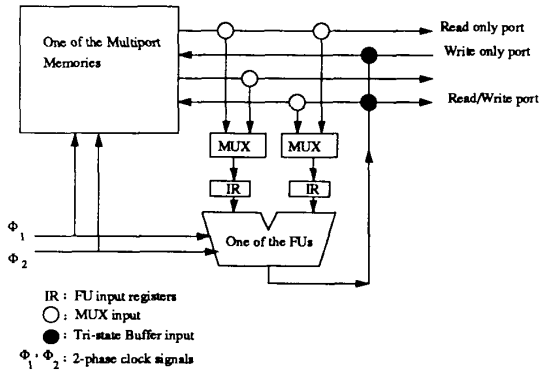 One of the Multiport
Memories
Read only port
Write only port
Read/Write port
MUX
MUX
IR
IR
Φ1
Φ2
One of the FUs
IR : FU input registers
: MUX input
: Tri-state Buffer input
Φ1, Φ2 : 2-phase clock signals